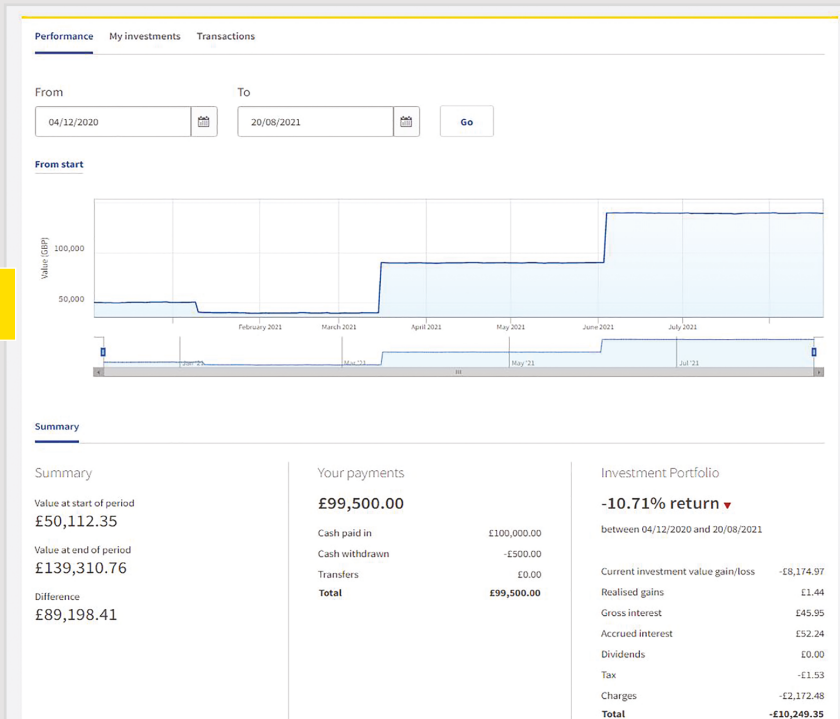 Performance My investments Transactions
From To
04/12/2020 20/08/2021 Go
From start
Value (GBP)
100,000
50,000
February 2021 March 2021 April 2021 May 2021 June 2021 July 2021
Jan '21 Mar '21 May '21 Jul '21
Summary
Summary
Value at start of period
£50,112.35
Value at end of period
£139,310.76
Difference
£89,198.41
Your payments
£99,500.00
Cash paid in £100,000.00
Cash withdrawn -£500.00
Transfers £0.00
Total £99,500.00
Investment Portfolio
-10.71% return
between 04/12/2020 and 20/08/2021
Current investment value gain/loss -£8,174.97
Realised gains £1.44
Gross interest £45.95
Accrued interest £52.24
Dividends £0.00
Tax -£1.53
Charges -£2,172.48
Total -£10,249.35